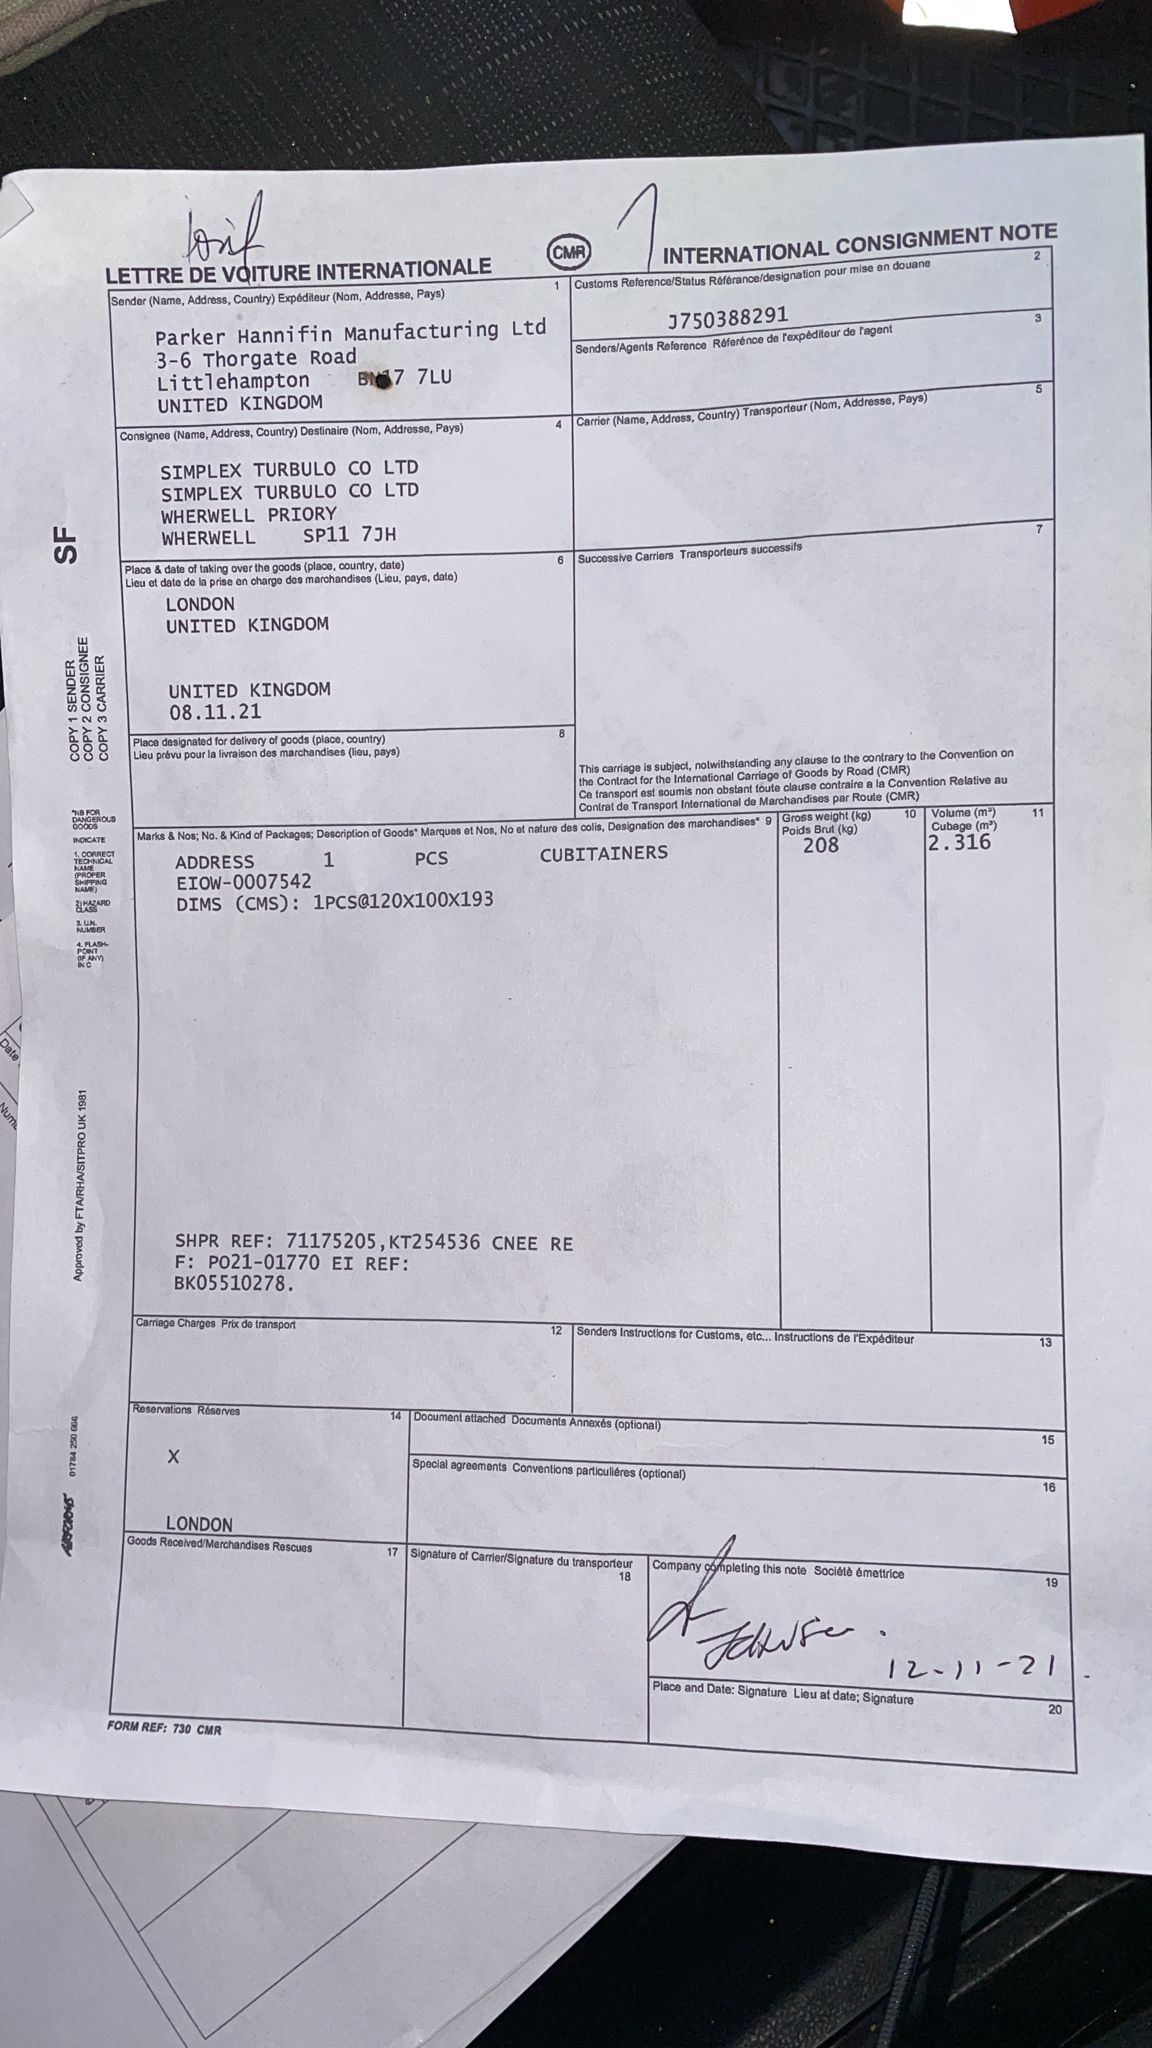 LETTRE DE VOITURE INTERNATIONALE
CMR
INTERNATIONAL CONSIGNMENT NOTE
Sender (Name, Address, Country) Expéditeur (Nom, Addresse, Pays) 1
Parker Hannifin Manufacturing Ltd
3-6 Thorgate Road
Littlehampton 7 7LU
UNITED KINGDOM
Customs Reference/Status Référance/designation pour mise en douane 2
J750388291
Senders/Agents Reference Référence de l'expéditeur de l'agent 3
Consignee (Name, Address, Country) Destinaire (Nom, Addresse, Pays) 4
SIMPLEX TURBULO CO LTD
SIMPLEX TURBULO CO LTD
WHERWELL PRIORY
WHERWELL SP11 7JH
Carrier (Name, Address, Country) Transporteur (Nom, Addresse, Pays) 5
Place & date of taking over the goods (place, country, date) 6
Lieu et date de la prise en charge des marchandises (Lieu, pays, date)
LONDON
UNITED KINGDOM
UNITED KINGDOM
08.11.21
Successive Carriers Transporteurs successifs 7
Place designated for delivery of goods (place, country) 8
Lieu prévu pour la livraison des marchandises (lieu, pays)
This carriage is subject, notwithstanding any clause to the contrary to the Convention on
the Contract for the International Carriage of Goods by Road (CMR)
Ce transport est soumis non obstant toute clause contraire a la Convention Relative au
Contrat de Transport International de Marchandises par Route (CMR)
Marks & Nos; No. & Kind of Packages; Description of Goods* Marques et Nos, No et nature des colis, Designation des marchandises* 9
Gross weight (kg) 10
Poids Brut (kg)
208
Volume (m³) 11
Cubage (m³)
2.316
ADDRESS 1 PCS CUBITAINERS
EIOW-0007542
DIMS (CMS): 1PCS@120X100X193
SHPR REF: 71175205,KT254536 CNEE RE
F: PO21-01770 EI REF:
BK05510278.
Carriage Charges Prix de transport 12
Senders Instructions for Customs, etc... Instructions de l'Expéditeur 13
Reservations Réserves 14
X
LONDON
Document attached Documents Annexés (optional) 15
Special agreements Conventions particuliéres (optional) 16
Goods Received/Merchandises Rescues 17
Signature of Carrier/Signature du transporteur
18
Company completing this note Société émettrice 19
12-11-21
Place and Date: Signature Lieu at date; Signature 20
FORM REF: 730 CMR
SF
COPY 1 SENDER
COPY 2 CONSIGNEE
COPY 3 CARRIER
*NB FOR
DANGEROUS
GOODS
INDICATE
1. CORRECT
TECHNICAL
NAME
(PROPER
SHIPPING
NAME)
2) HAZARD
CLASS
3. U.N.
NUMBER
4. FLASH-
POINT
(IF ANY)
IN C
Approved by FTA/RHA/SITPRO UK 1981
01784 250 666
Date
Num